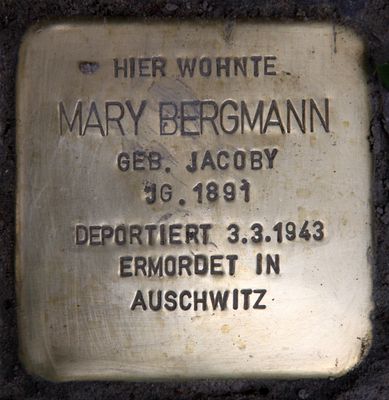 HIER WOHNTE
MARY BERGMANN
GEB. JACOBY
JG. 1891
DEPORTIERT 3.3.1943
ERMORDET IN
AUSCHWITZ